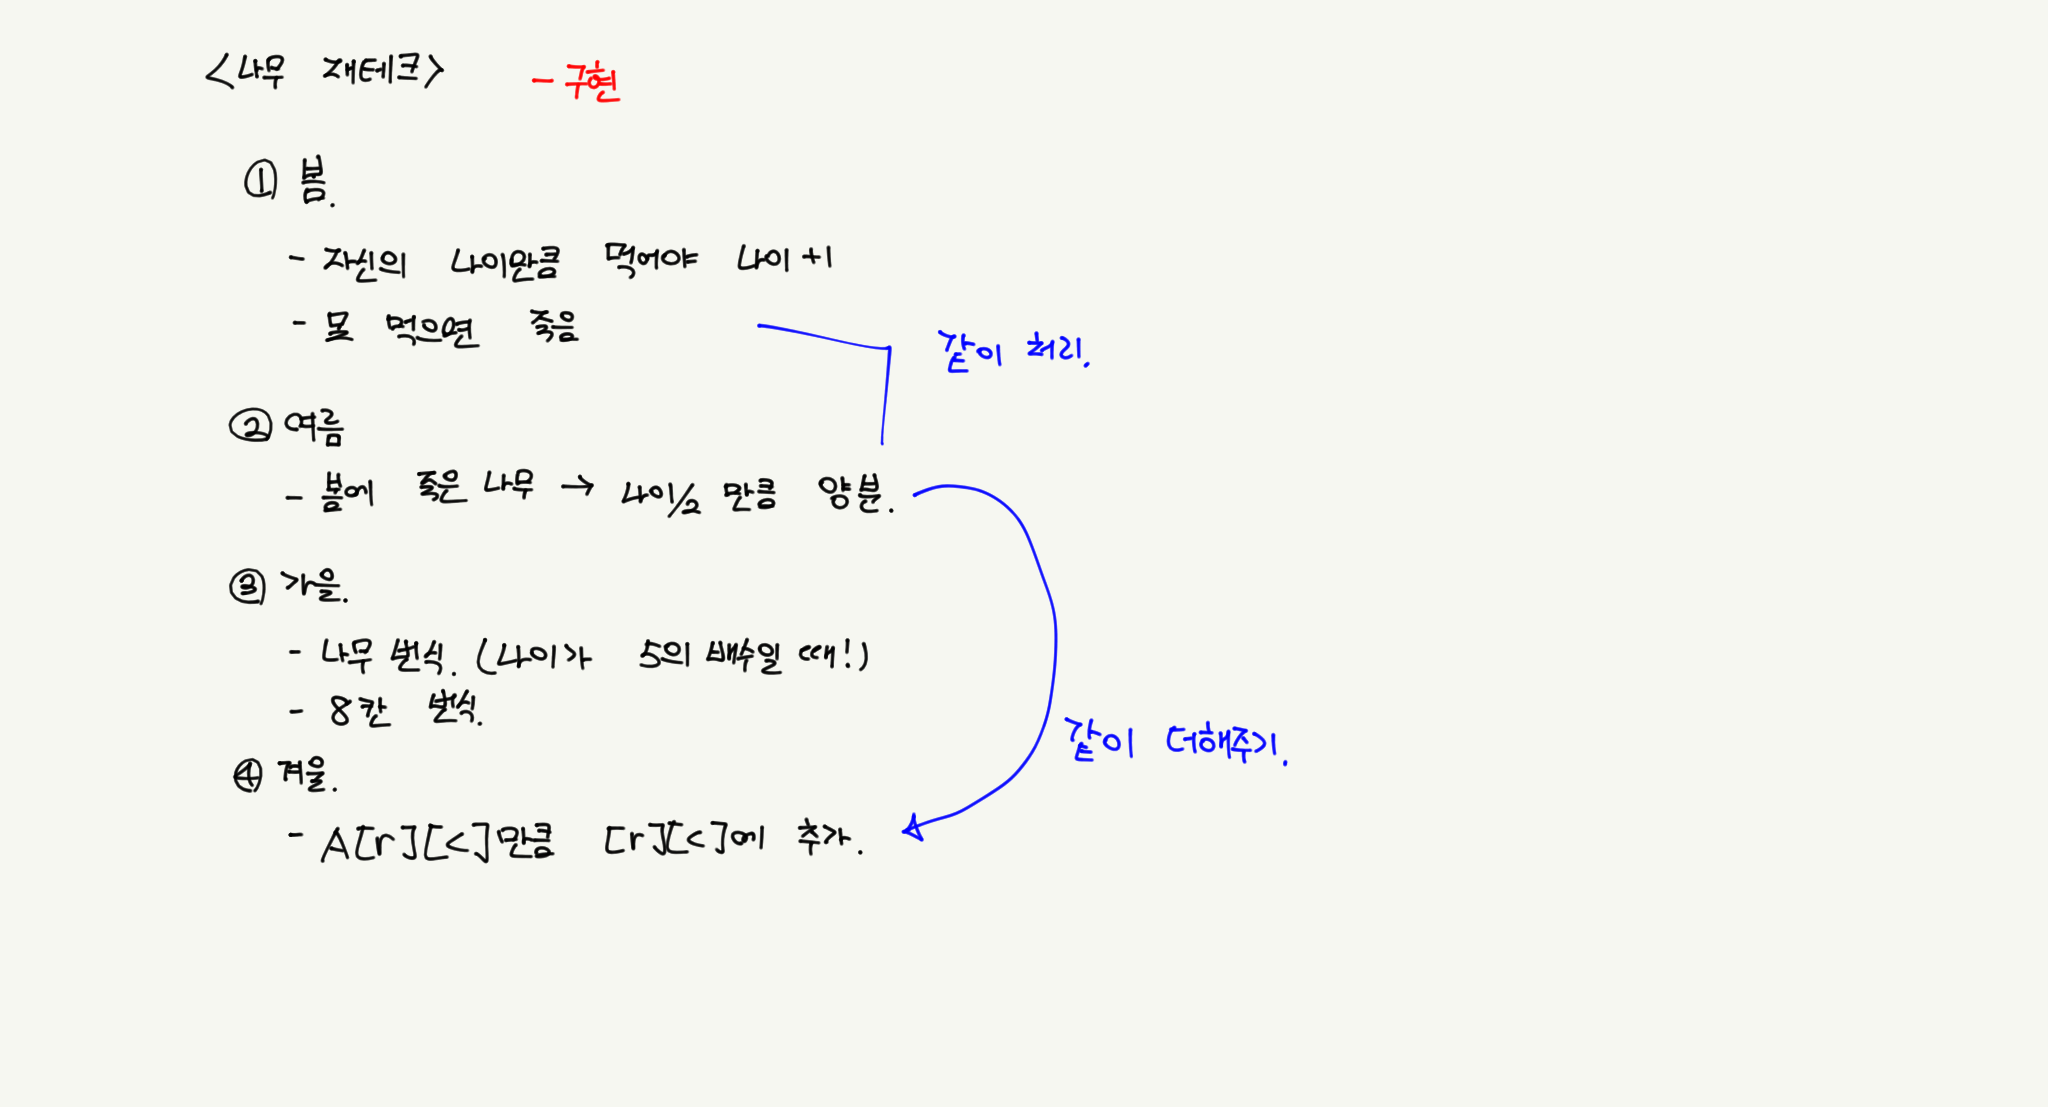 <나무 재테크> - 구현
① 봄.
- 자신의 나이만큼 먹어야 나이+1
- 못 먹으면 죽음
같이 처리.
② 여름
- 봄에 죽은 나무 → 나이/2 만큼 양분.
③ 가을.
- 나무 번식. (나이가 5의 배수일 때!)
- 8칸 번식.
같이 더해주기.
④ 겨울.
- A[r][c]만큼 [r][c]에 추가.